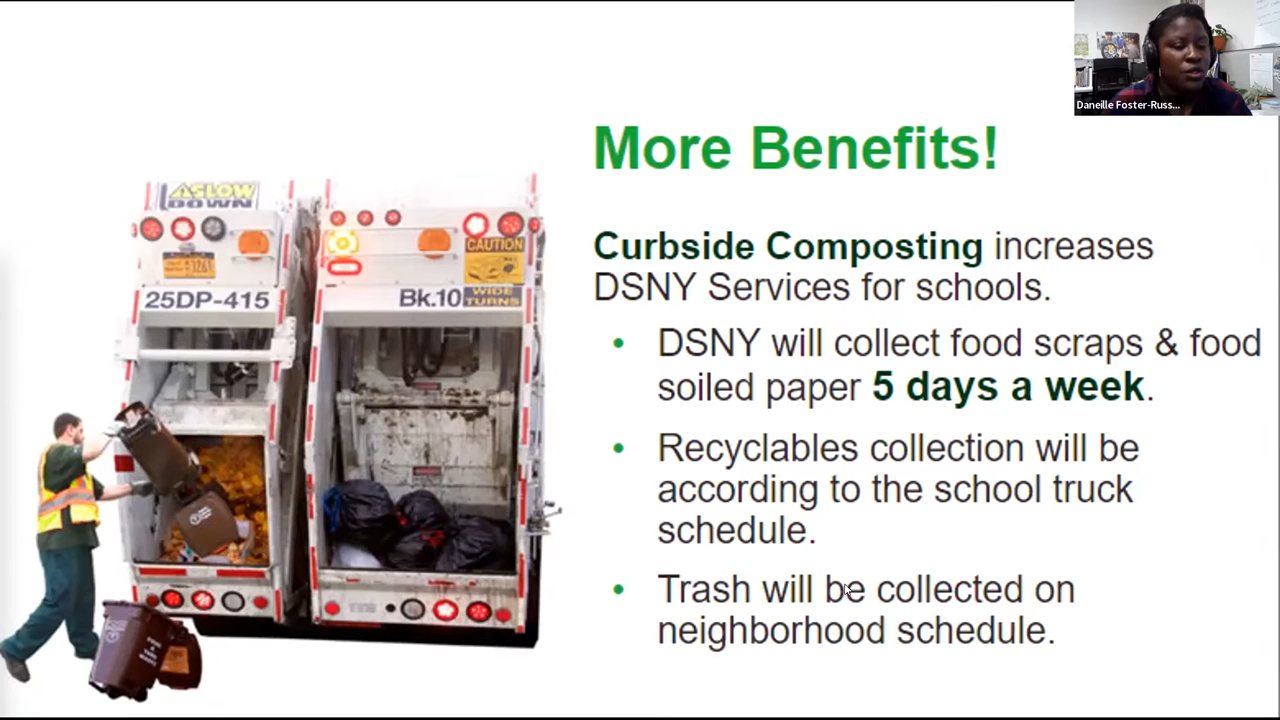 Daneille Foster-Russ...
More Benefits!
Curbside Composting increases
DSNY Services for schools.
• DSNY will collect food scraps & food
soiled paper 5 days a week.
• Recyclables collection will be
according to the school truck
schedule.
• Trash will be collected on
neighborhood schedule.
SLOW
DOWN
CAUTION
25DP-415
Bk.10
WIDE
TURNS